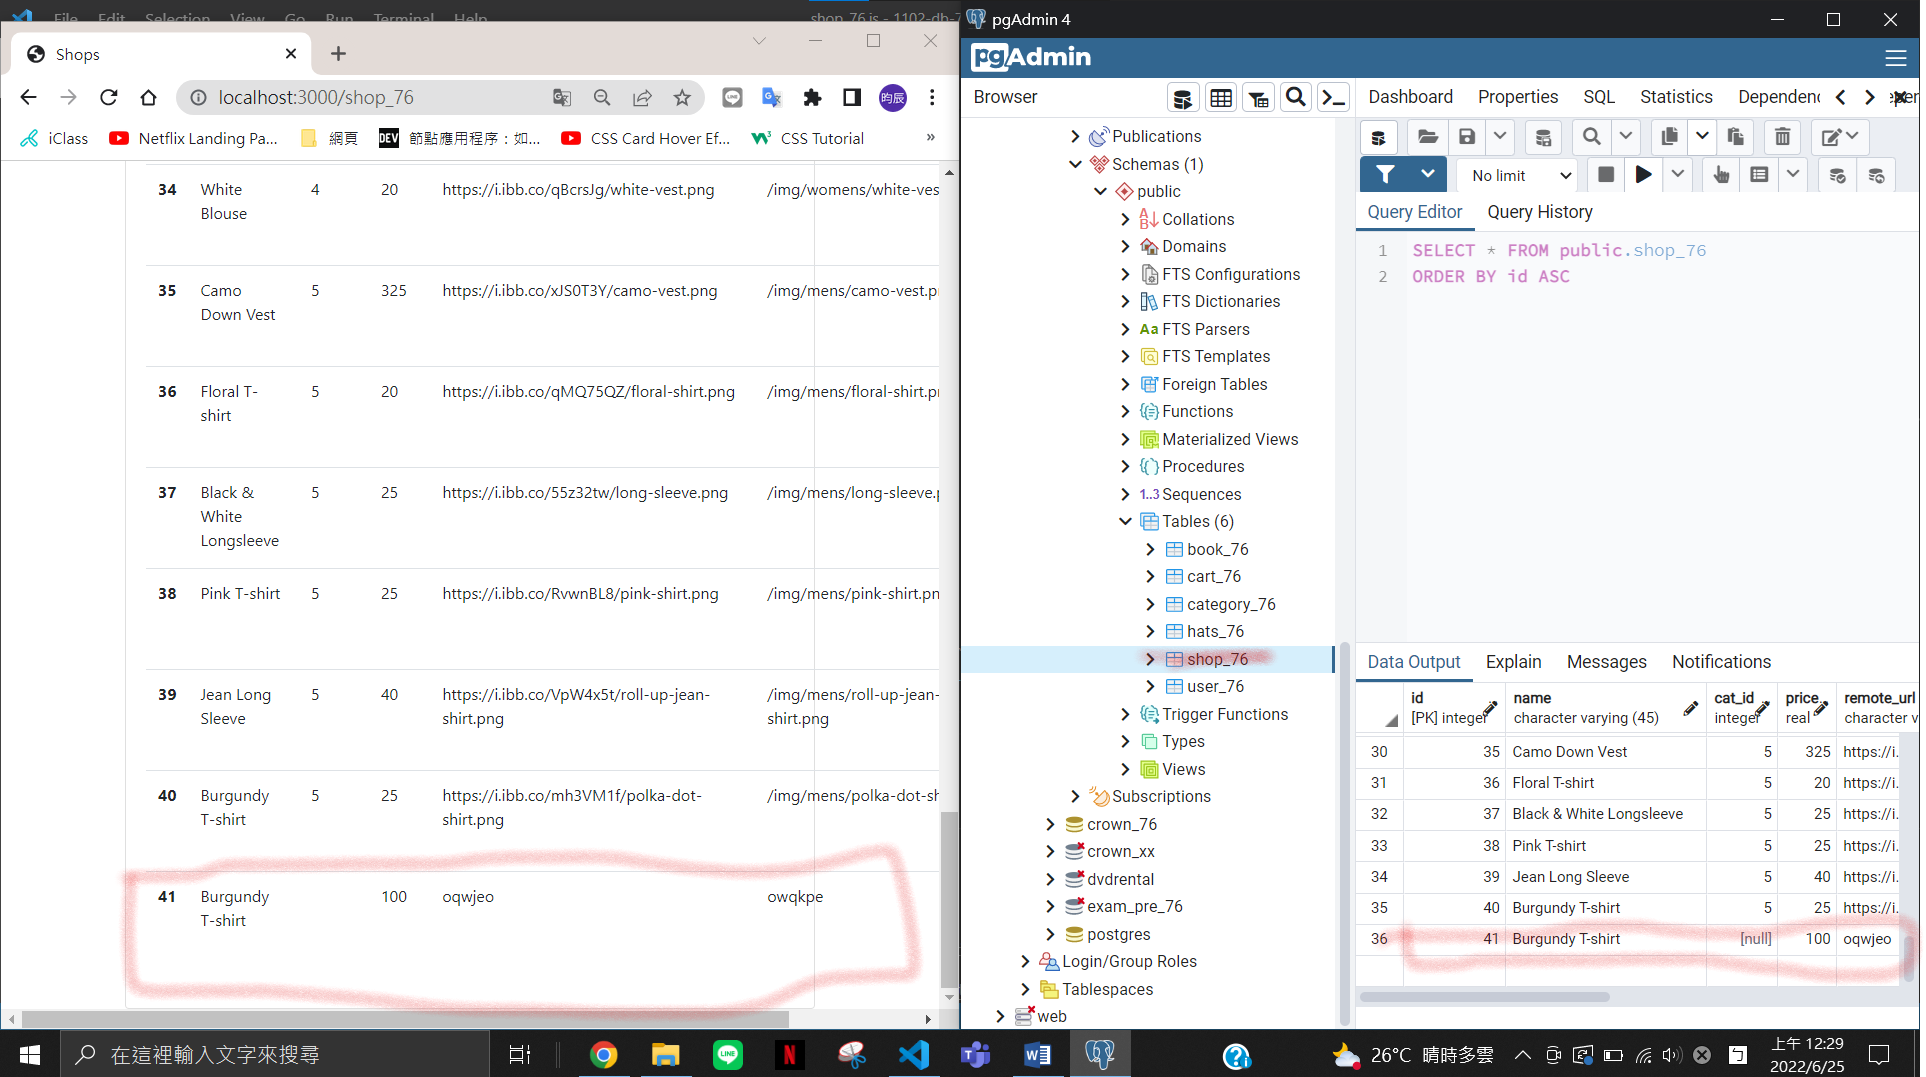 File Edit Selection View Go Run Terminal Help
Shops
localhost:3000/shop_76
昀辰
iClass
Netflix Landing Pa...
網頁
DEV 節點應用程序：如...
CSS Card Hover Ef...
CSS Tutorial
»
34 White Blouse 4 20 https://i.ibb.co/qBcrsJg/white-vest.png /img/womens/white-ves
35 Camo Down Vest 5 325 https://i.ibb.co/xJS0T3Y/camo-vest.png /img/mens/camo-vest.p
36 Floral T-shirt 5 20 https://i.ibb.co/qMQ75QZ/floral-shirt.png /img/mens/floral-shirt.p
37 Black & White Longsleeve 5 25 https://i.ibb.co/55z32tw/long-sleeve.png /img/mens/long-sleeve.p
38 Pink T-shirt 5 25 https://i.ibb.co/RvwnBL8/pink-shirt.png /img/mens/pink-shirt.pn
39 Jean Long Sleeve 5 40 https://i.ibb.co/VpW4x5t/roll-up-jean-shirt.png /img/mens/roll-up-jean-shirt.png
40 Burgundy T-shirt 5 25 https://i.ibb.co/mh3VM1f/polka-dot-shirt.png /img/mens/polka-dot-sh
41 Burgundy T-shirt 100 oqwjeo owqkpe
pgAdmin 4
pgAdmin
Browser
Publications
Schemas (1)
public
Collations
Domains
FTS Configurations
FTS Dictionaries
Aa FTS Parsers
FTS Templates
Foreign Tables
Functions
Materialized Views
Procedures
1..3 Sequences
Tables (6)
book_76
cart_76
category_76
hats_76
shop_76
user_76
Trigger Functions
Types
Views
Subscriptions
crown_76
crown_xx
dvdrental
exam_pre_76
postgres
Login/Group Roles
Tablespaces
web
Dashboard Properties SQL Statistics Dependenc
No limit
Query Editor Query History
1 SELECT * FROM public.shop_76
2 ORDER BY id ASC
Data Output Explain Messages Notifications
id name cat_id price remote_url
[PK] integer character varying (45) integer real character v
30 35 Camo Down Vest 5 325 https://i.
31 36 Floral T-shirt 5 20 https://i.
32 37 Black & White Longsleeve 5 25 https://i.
33 38 Pink T-shirt 5 25 https://i.
34 39 Jean Long Sleeve 5 40 https://i.
35 40 Burgundy T-shirt 5 25 https://i.
36 41 Burgundy T-shirt [null] 100 oqwjeo
在這裡輸入文字來搜尋
26°C 晴時多雲
上午 12:29
2022/6/25